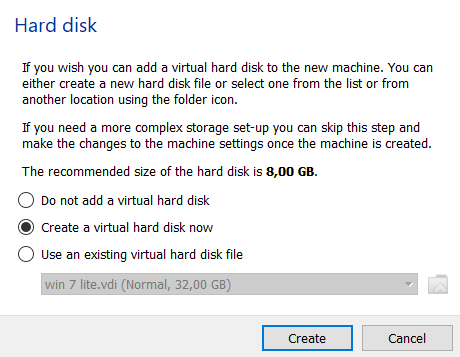 Hard disk
If you wish you can add a virtual hard disk to the new machine. You can
either create a new hard disk file or select one from the list or from
another location using the folder icon.
If you need a more complex storage set-up you can skip this step and
make the changes to the machine settings once the machine is created.
The recommended size of the hard disk is 8,00 GB.
Do not add a virtual hard disk
Create a virtual hard disk now
Use an existing virtual hard disk file
win 7 lite.vdi (Normal, 32,00 GB)
Create
Cancel